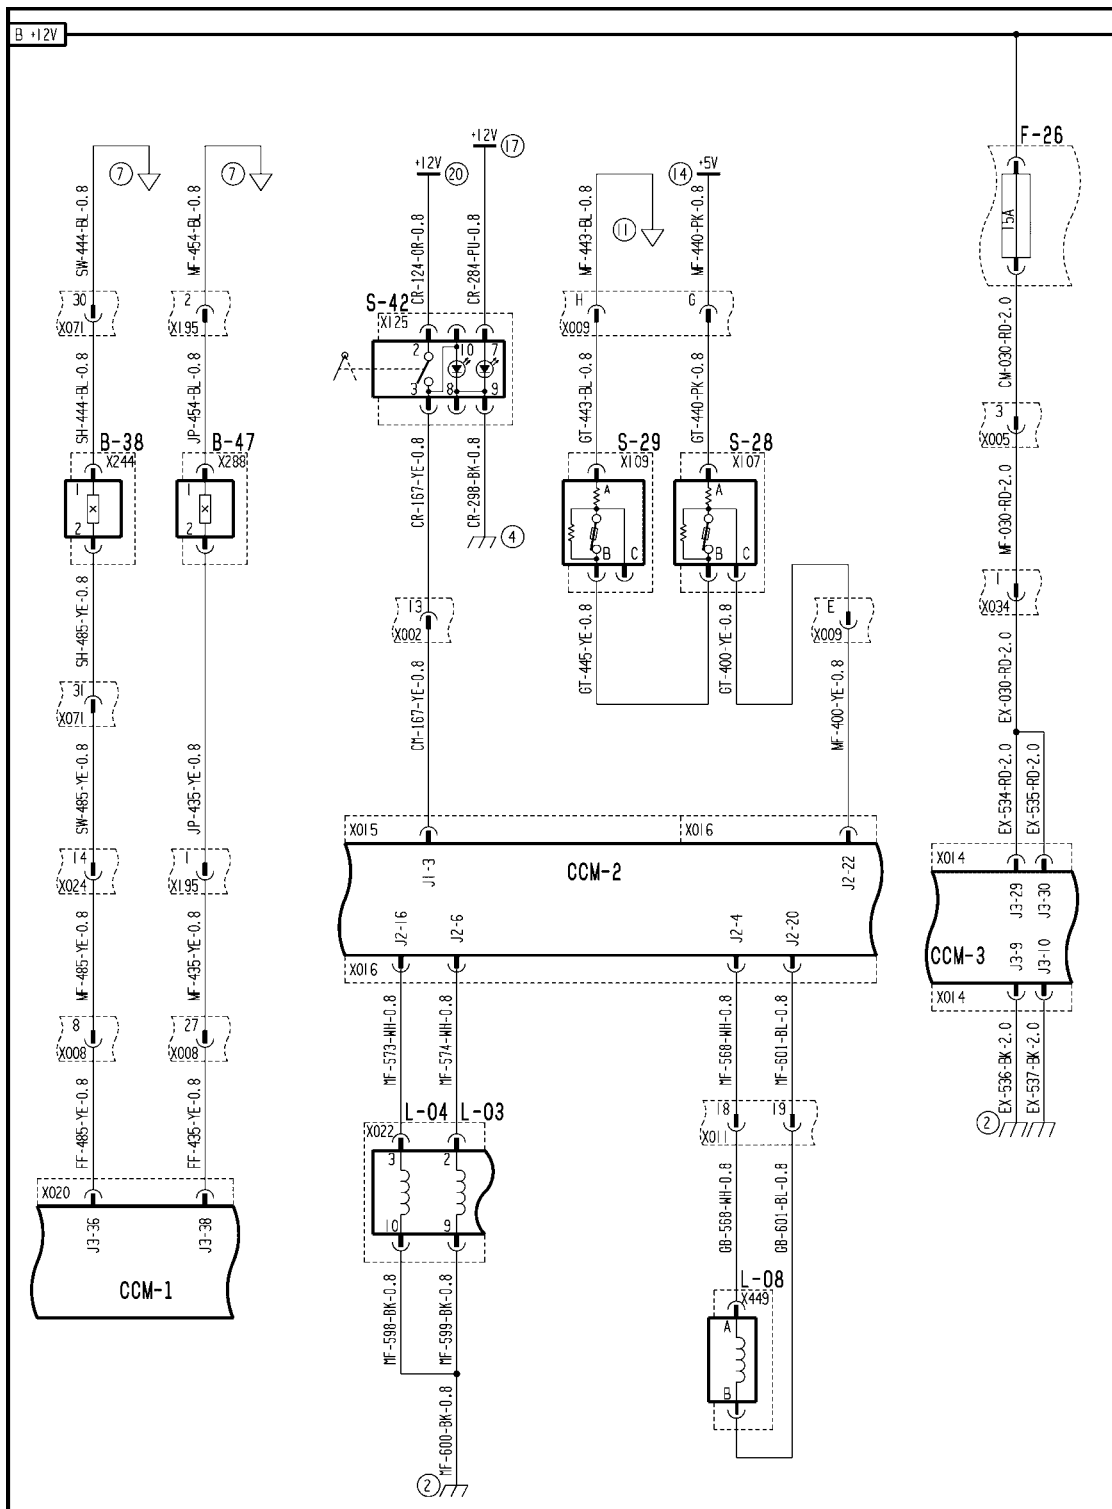 B +12V
F-26
15A
+12V
17
+12V
20
14
+5V
7
7
11
SW-444-BL-0.8
MF-454-BL-0.8
CR-124-OR-0.8
CR-284-PU-0.8
MF-443-BL-0.8
MF-440-PK-0.8
30
X071
2
X195
S-42
X125
2
10
7
3
8
9
H
G
X009
CM-030-RD-2.0
SH-444-BL-0.8
JP-454-BL-0.8
GT-443-BL-0.8
GT-440-PK-0.8
3
X005
B-38
X244
1
2
B-47
X288
1
2
CR-167-YE-0.8
CR-298-BK-0.8
4
S-29
X109
A
B
C
S-28
X107
A
B
C
MF-030-RD-2.0
1
X034
SH-485-YE-0.8
13
X002
GT-445-YE-0.8
GT-400-YE-0.8
E
X009
EX-030-RD-2.0
31
X071
CM-167-YE-0.8
MF-400-YE-0.8
SW-485-YE-0.8
JP-435-YE-0.8
EX-534-RD-2.0
EX-535-RD-2.0
X015
X016
J1-3
CCM-2
J2-22
J2-16
J2-6
J2-4
J2-20
X016
14
X024
1
X195
X014
J3-29
J3-30
CCM-3
J3-9
J3-10
X014
MF-485-YE-0.8
MF-435-YE-0.8
8
X008
27
X008
MF-573-WH-0.8
MF-574-WH-0.8
MF-568-WH-0.8
MF-601-BL-0.8
EX-536-BK-2.0
EX-537-BK-2.0
2
FF-485-YE-0.8
FF-435-YE-0.8
L-04
L-03
X022
3
2
10
9
18
19
X011
X020
J3-36
J3-38
CCM-1
GB-568-WH-0.8
GB-601-BL-0.8
MF-598-BK-0.8
MF-599-BK-0.8
L-08
X449
A
B
MF-600-BK-0.8
2